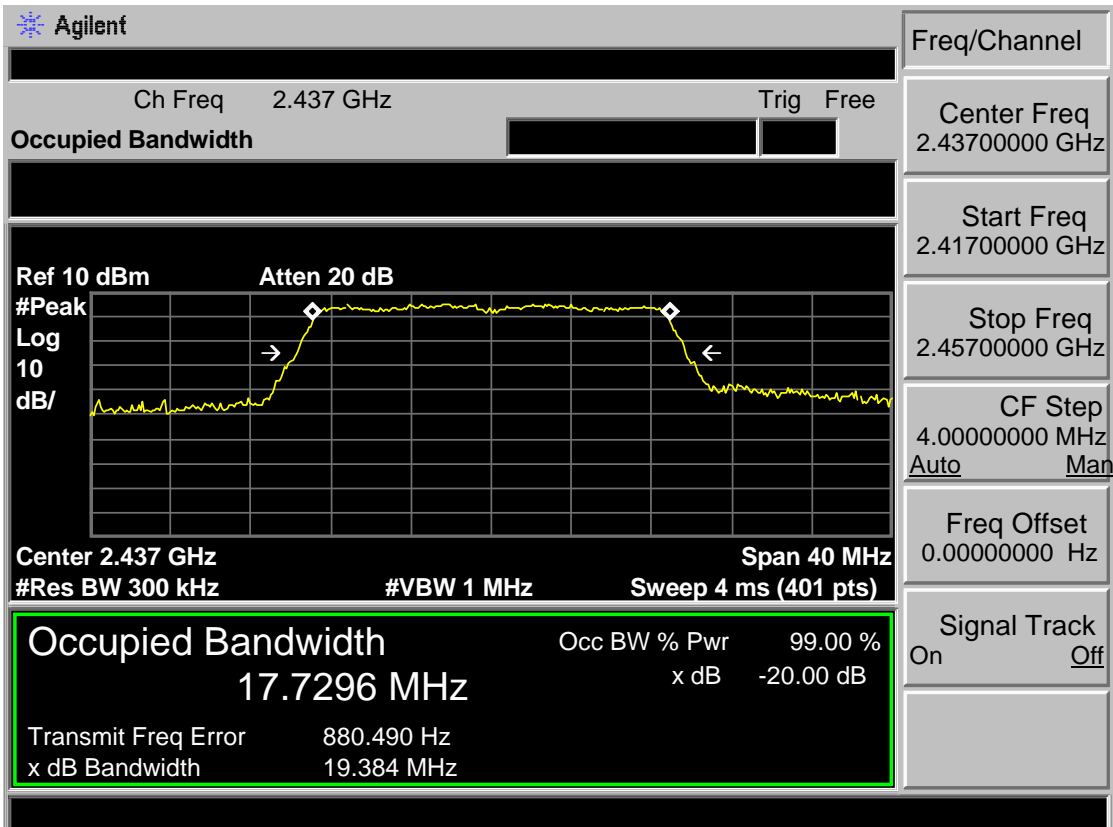 Agilent
Freq/Channel
Ch Freq 2.437 GHz Trig Free
Occupied Bandwidth
Center Freq
2.43700000 GHz
Start Freq
2.41700000 GHz
Ref 10 dBm Atten 20 dB
#Peak
Log
10
dB/
Stop Freq
2.45700000 GHz
CF Step
4.00000000 MHz
Auto Man
Freq Offset
0.00000000 Hz
Center 2.437 GHz Span 40 MHz
#Res BW 300 kHz #VBW 1 MHz Sweep 4 ms (401 pts)
Signal Track
On Off
Occupied Bandwidth
17.7296 MHz
Occ BW % Pwr 99.00 %
x dB -20.00 dB
Transmit Freq Error 880.490 Hz
x dB Bandwidth 19.384 MHz